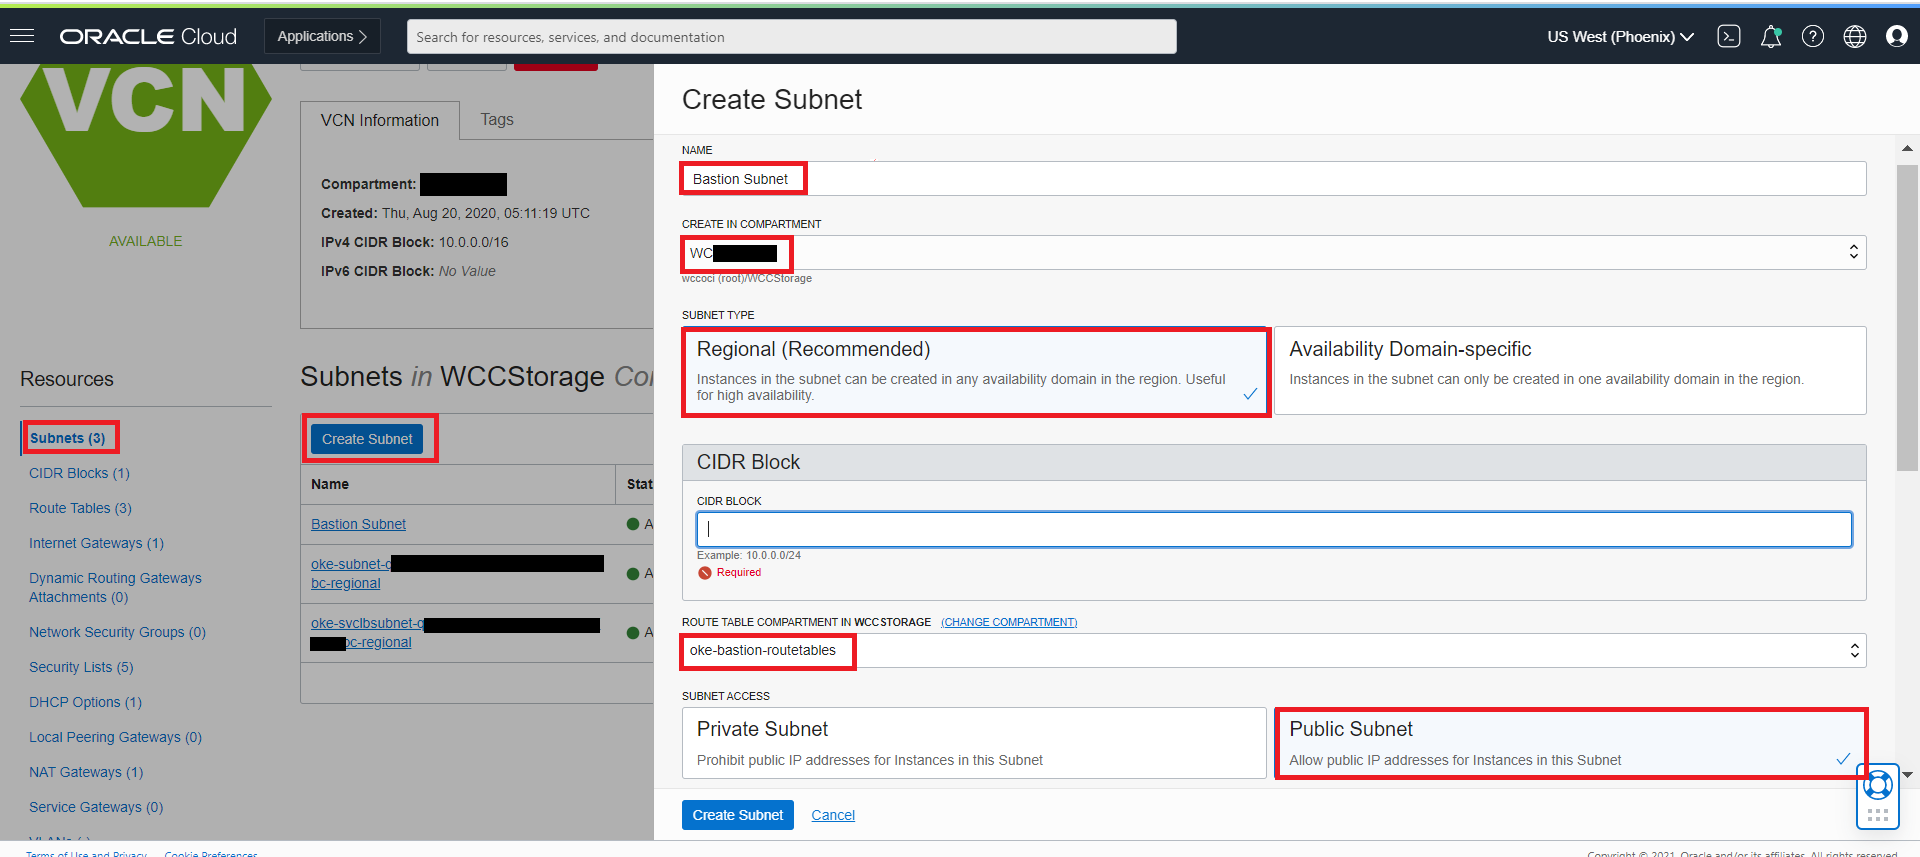 ORACLE Cloud
Applications
Search for resources, services, and documentation
US West (Phoenix)
VCN
AVAILABLE
VCN Information
Tags
Compartment:
Created: Thu, Aug 20, 2020, 05:11:19 UTC
IPv4 CIDR Block: 10.0.0.0/16
IPv6 CIDR Block: No Value
Resources
Subnets (3)
CIDR Blocks (1)
Route Tables (3)
Internet Gateways (1)
Dynamic Routing Gateways
Attachments (0)
Network Security Groups (0)
Security Lists (5)
DHCP Options (1)
Local Peering Gateways (0)
NAT Gateways (1)
Service Gateways (0)
Subnets in WCCStorage
Create Subnet
Name
Stat
Bastion Subnet
A
oke-subnet-q
bc-regional
A
oke-svclbsubnet-q
bc-regional
A
Create Subnet
NAME
Bastion Subnet
CREATE IN COMPARTMENT
WC
wccoci (root)/WCCStorage
SUBNET TYPE
Regional (Recommended)
Instances in the subnet can be created in any availability domain in the region. Useful
for high availability.
Availability Domain-specific
Instances in the subnet can only be created in one availability domain in the region.
CIDR Block
CIDR BLOCK
Example: 10.0.0.0/24
Required
ROUTE TABLE COMPARTMENT IN WCCSTORAGE (CHANGE COMPARTMENT)
oke-bastion-routetables
SUBNET ACCESS
Private Subnet
Prohibit public IP addresses for Instances in this Subnet
Public Subnet
Allow public IP addresses for Instances in this Subnet
Create Subnet
Cancel
Terms of Use and Privacy
Cookie Preferences
Copyright © 2021, Oracle and/or its affiliates. All rights reserved.